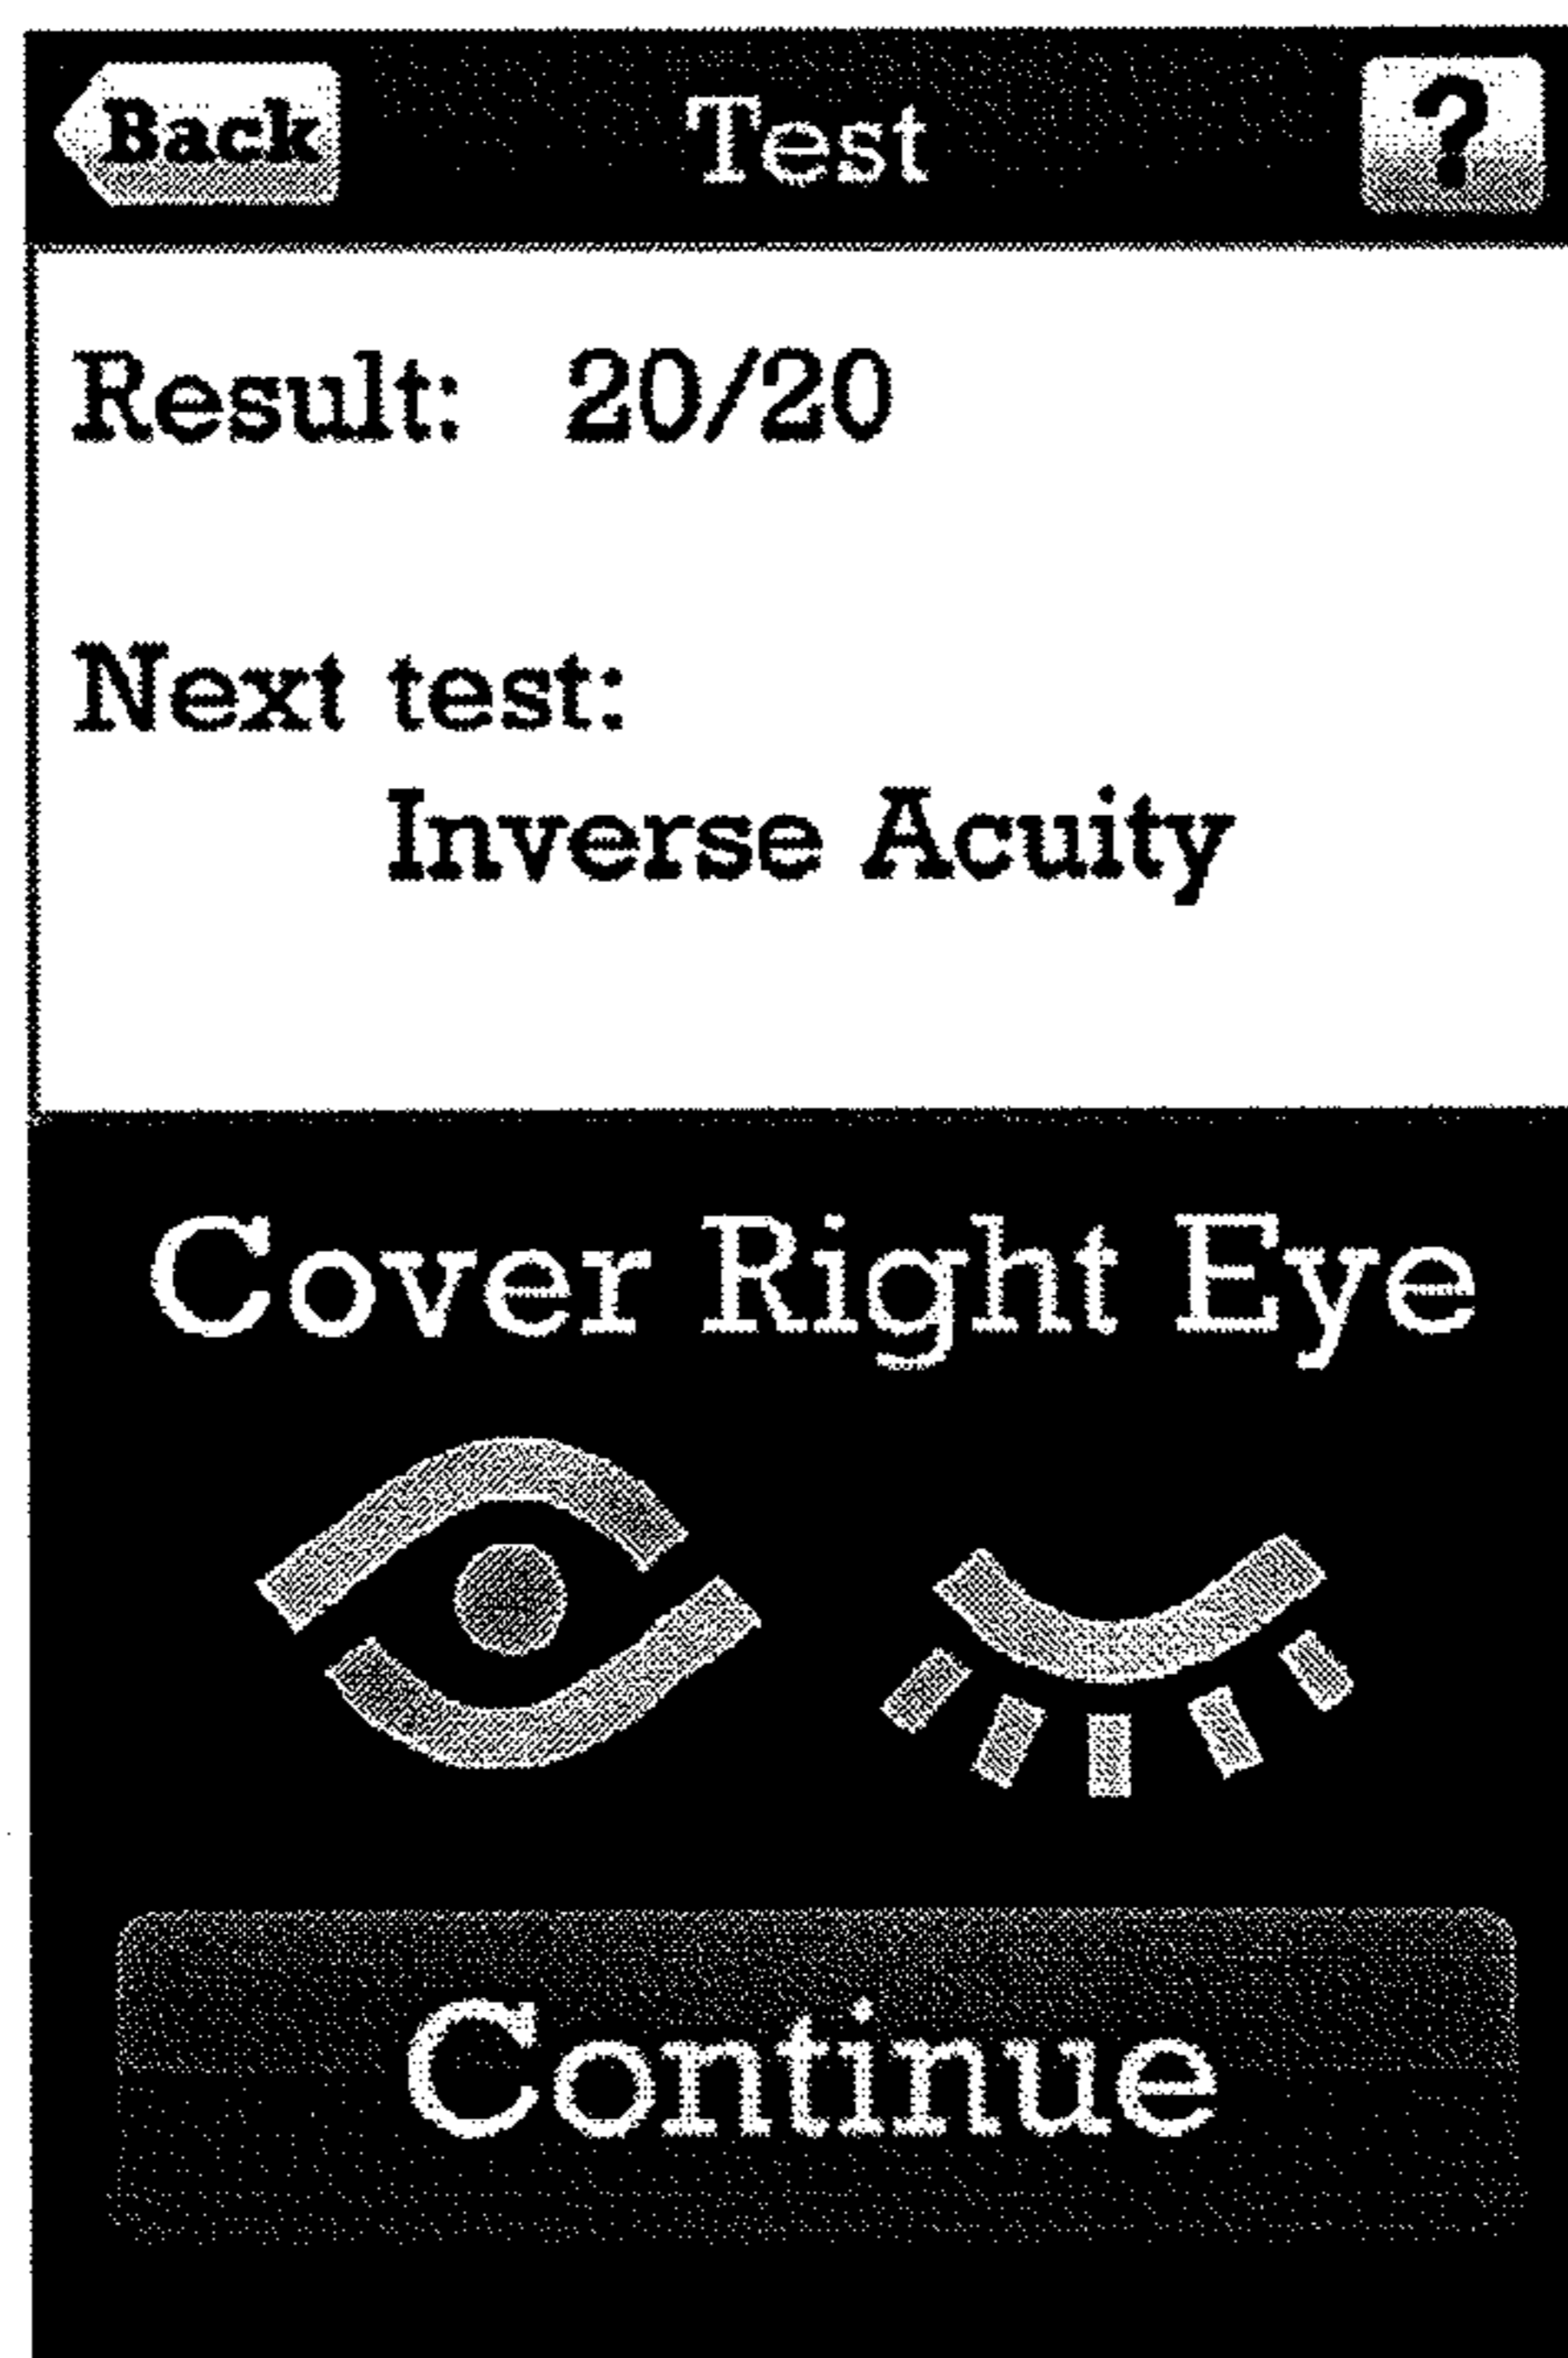 Back Test ?
Result: 20/20
Next test:
Inverse Acuity
Cover Right Eye
Continue